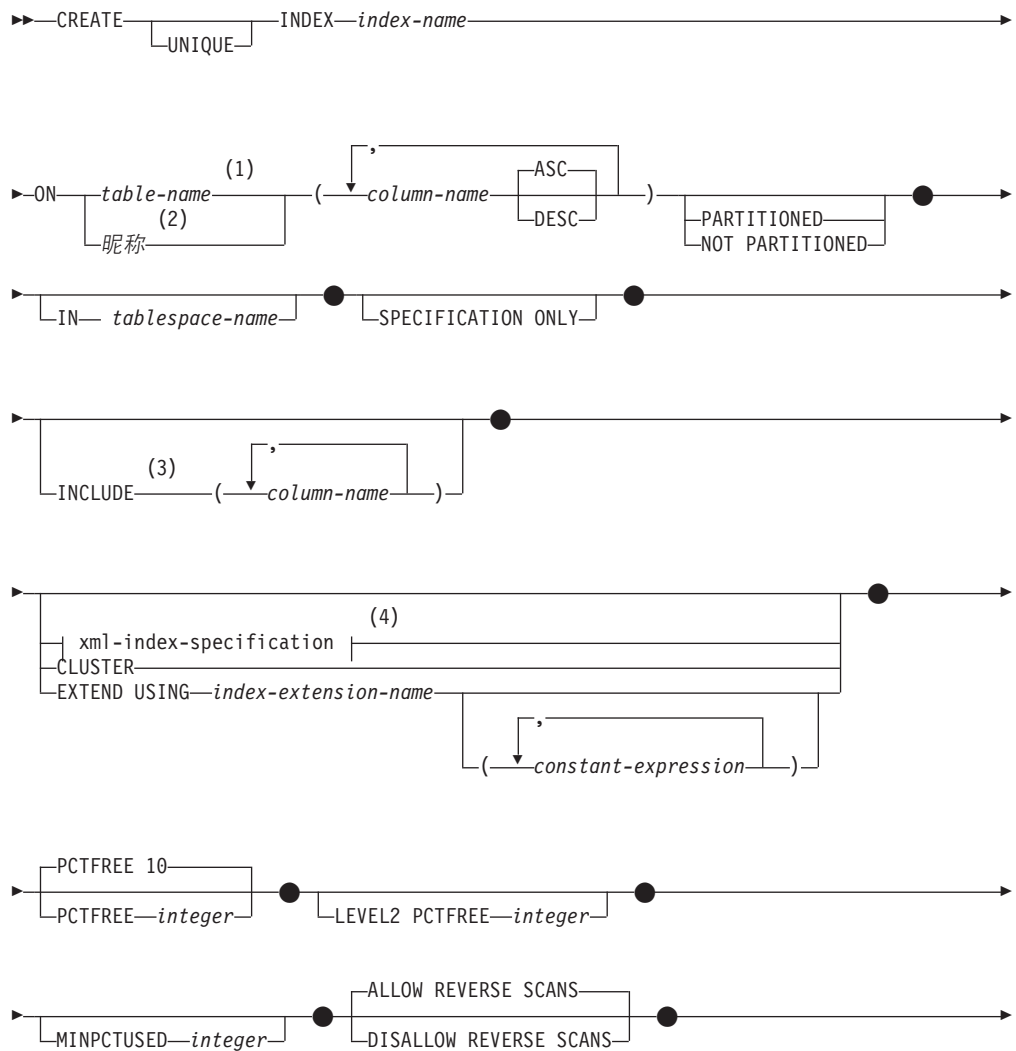 CREATE INDEX index-name
UNIQUE
,
(1) ASC
ON table-name ( column-name )
(2) DESC PARTITIONED
昵称 NOT PARTITIONED
IN tablespace-name SPECIFICATION ONLY
,
(3)
INCLUDE ( column-name )
(4)
xml-index-specification
CLUSTER
EXTEND USING index-extension-name
,
( constant-expression )
PCTFREE 10
PCTFREE integer LEVEL2 PCTFREE integer
ALLOW REVERSE SCANS
MINPCTUSED integer DISALLOW REVERSE SCANS